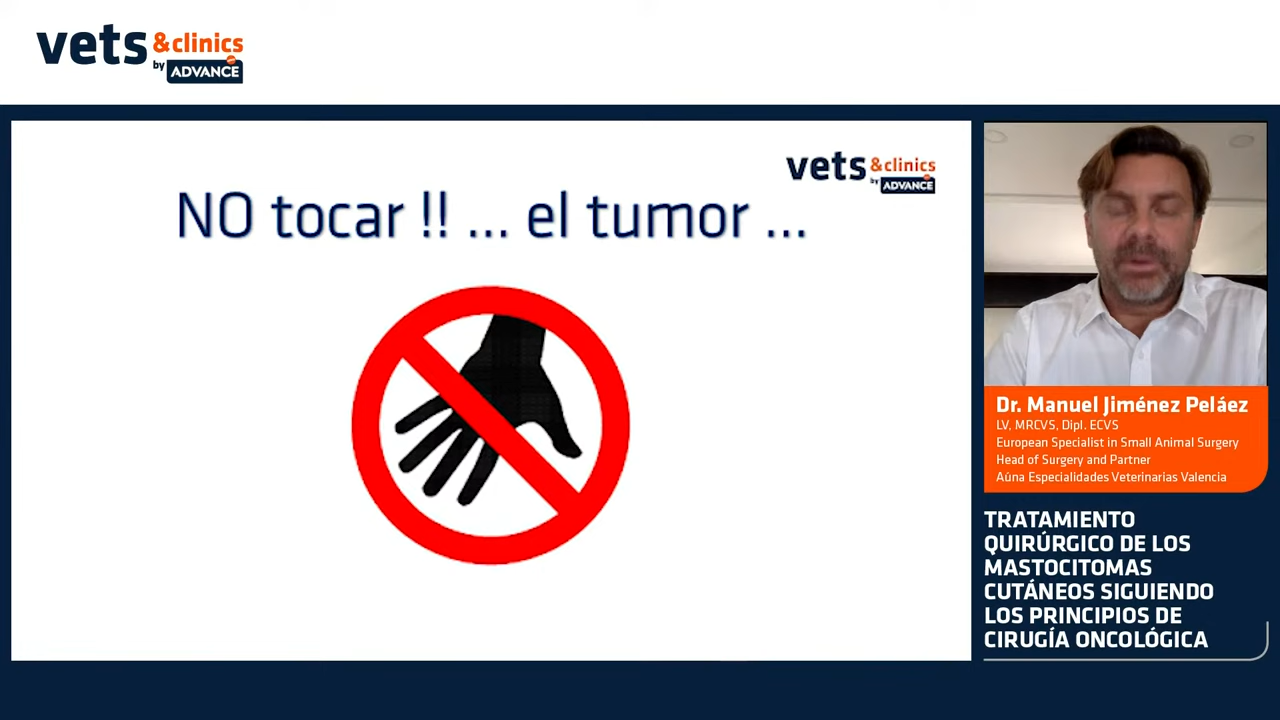 vets &clinics
by ADVANCE
vets &clinics
by ADVANCE
NO tocar !! ... el tumor ...
Dr. Manuel Jiménez Peláez
LV, MRCVS, Dipl. ECVS
European Specialist in Small Animal Surgery
Head of Surgery and Partner
Aúna Especialidades Veterinarias Valencia
TRATAMIENTO
QUIRÚRGICO DE LOS
MASTOCITOMAS
CUTÁNEOS SIGUIENDO
LOS PRINCIPIOS DE
CIRUGÍA ONCOLÓGICA